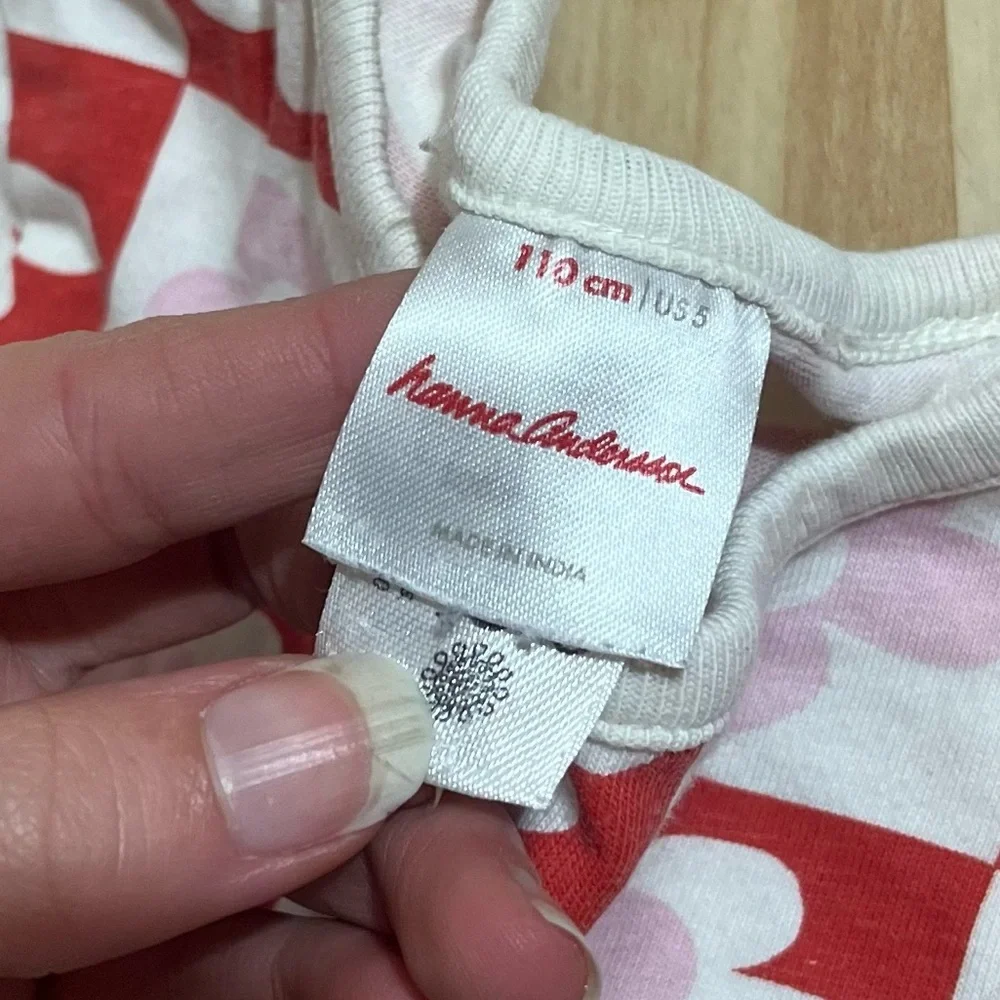 110 cm | US 5
hanna andersson
MADE IN INDIA